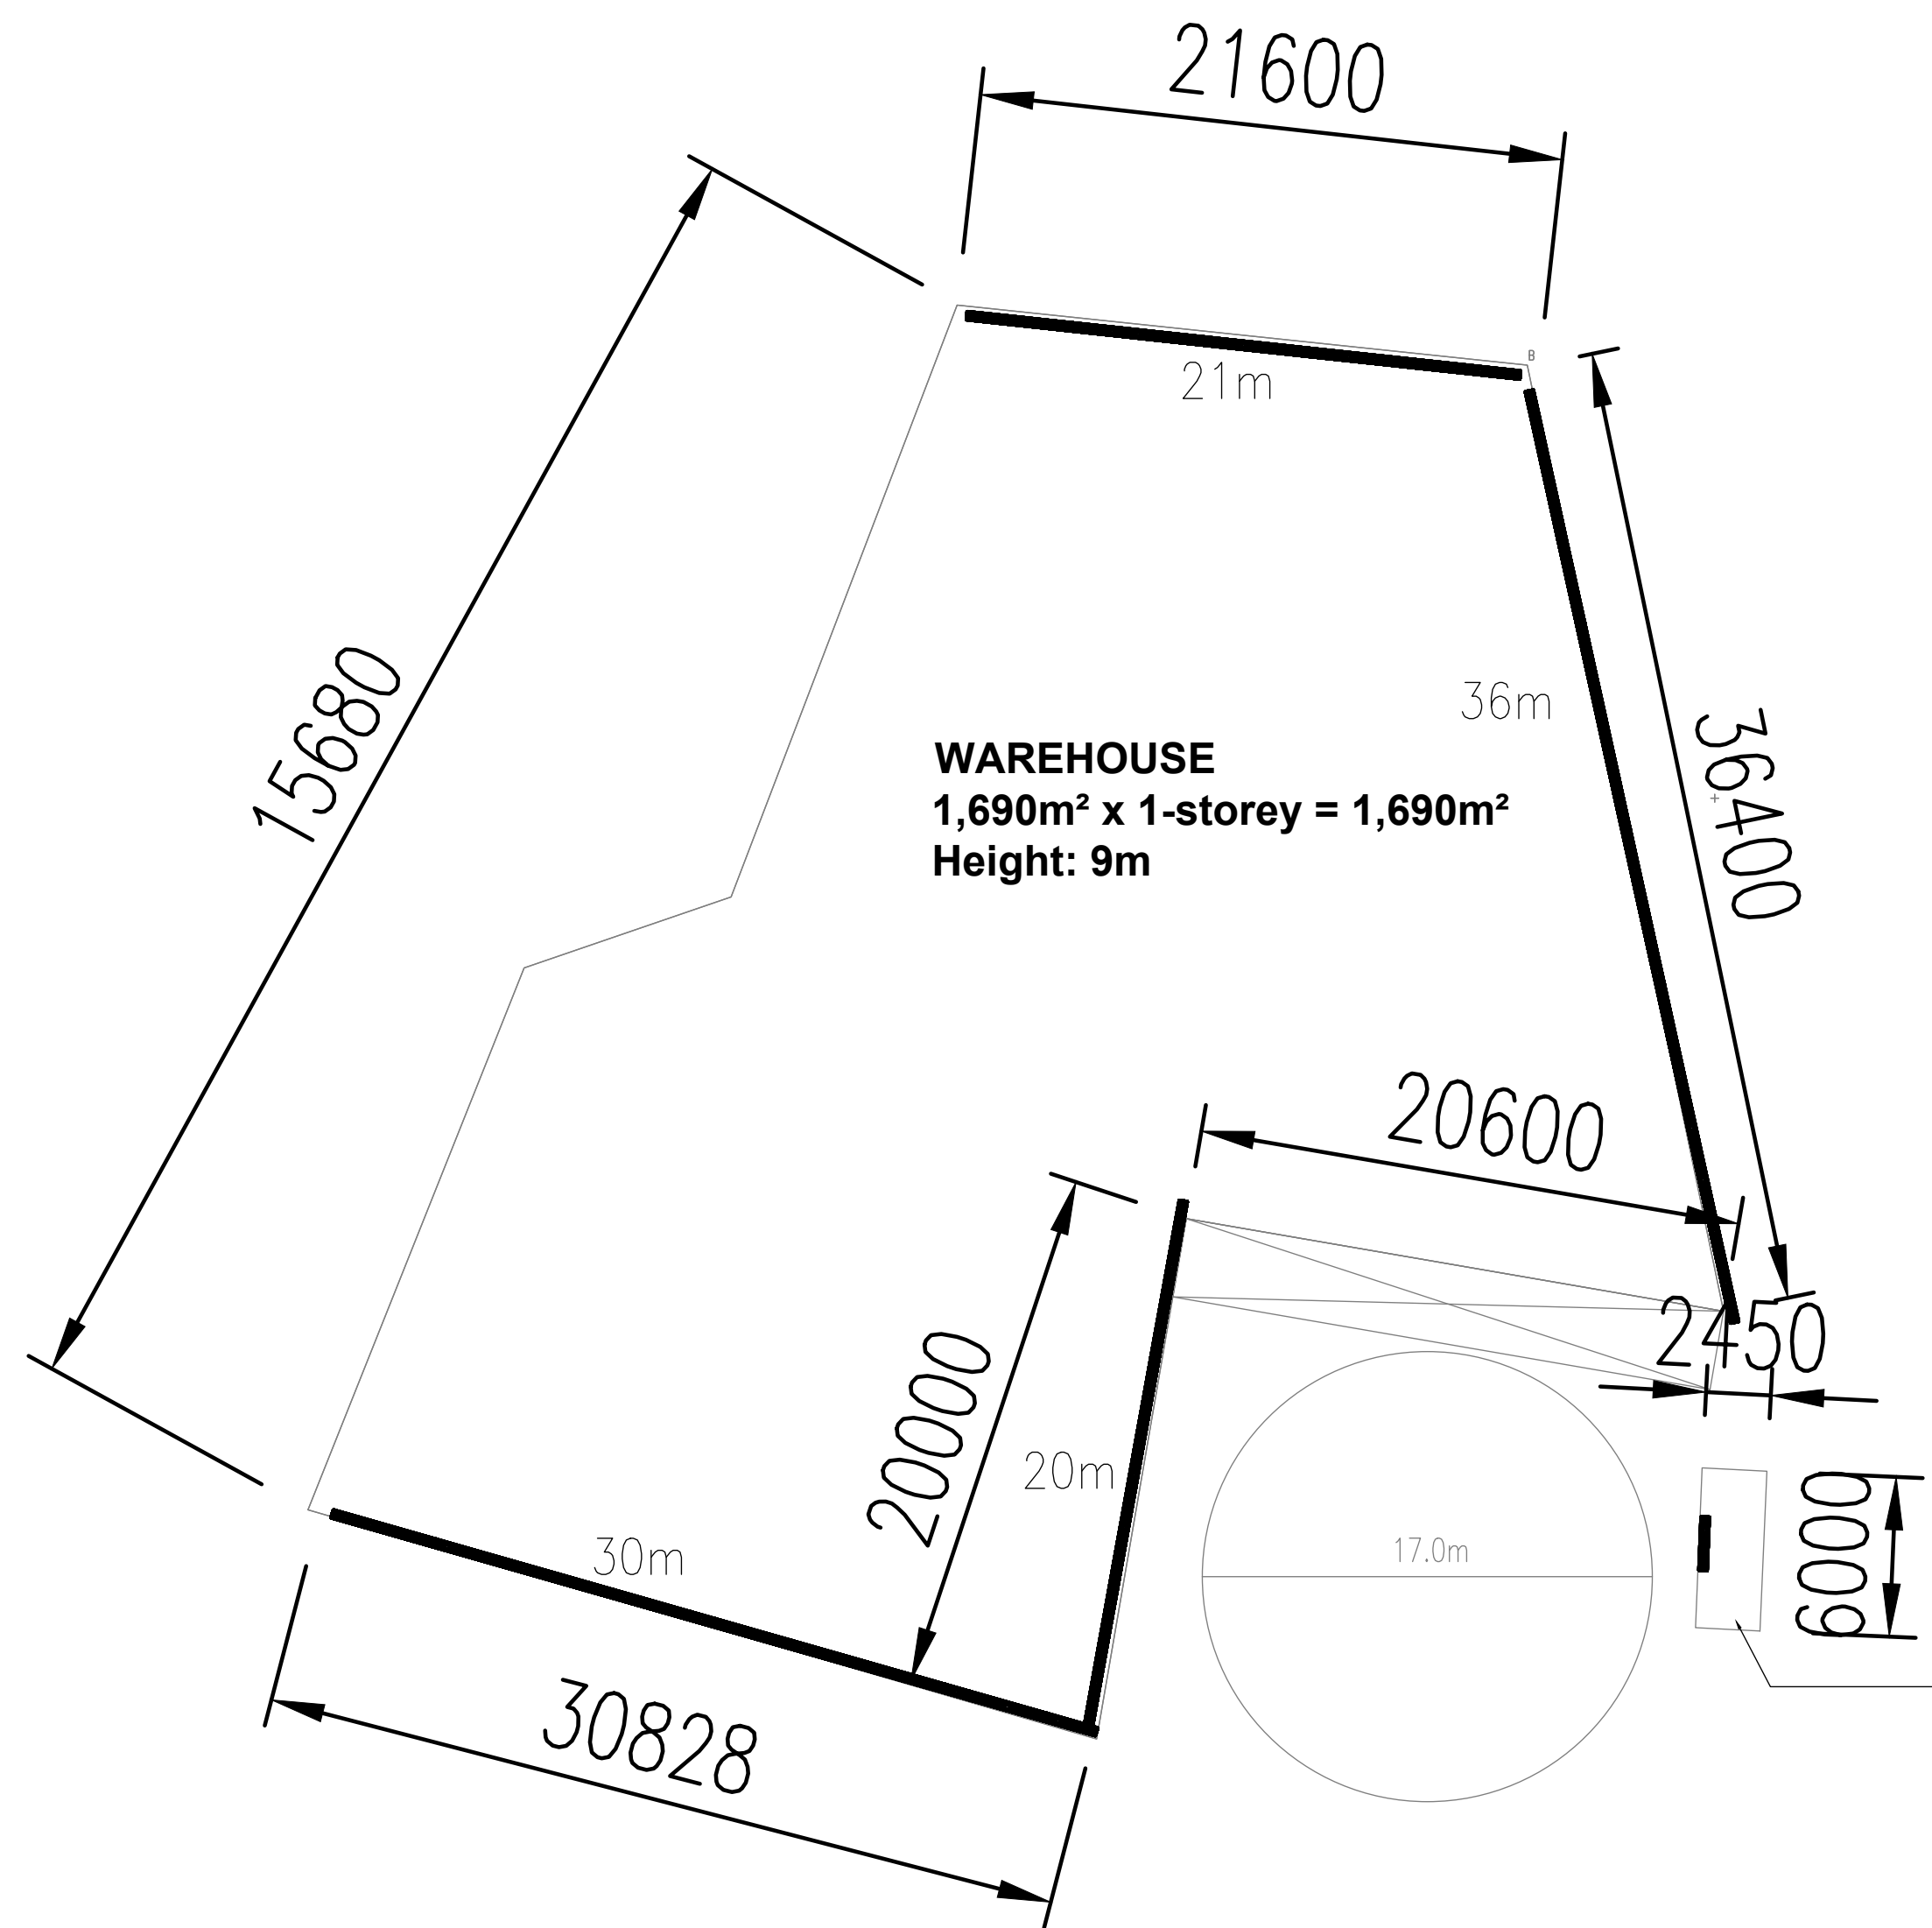 21600
B
21m
15680
36m
36400
WAREHOUSE
1,690m² x 1-storey = 1,690m²
Height: 9m
20600
2450
20000
20m
30m
17.0m
6000
30828